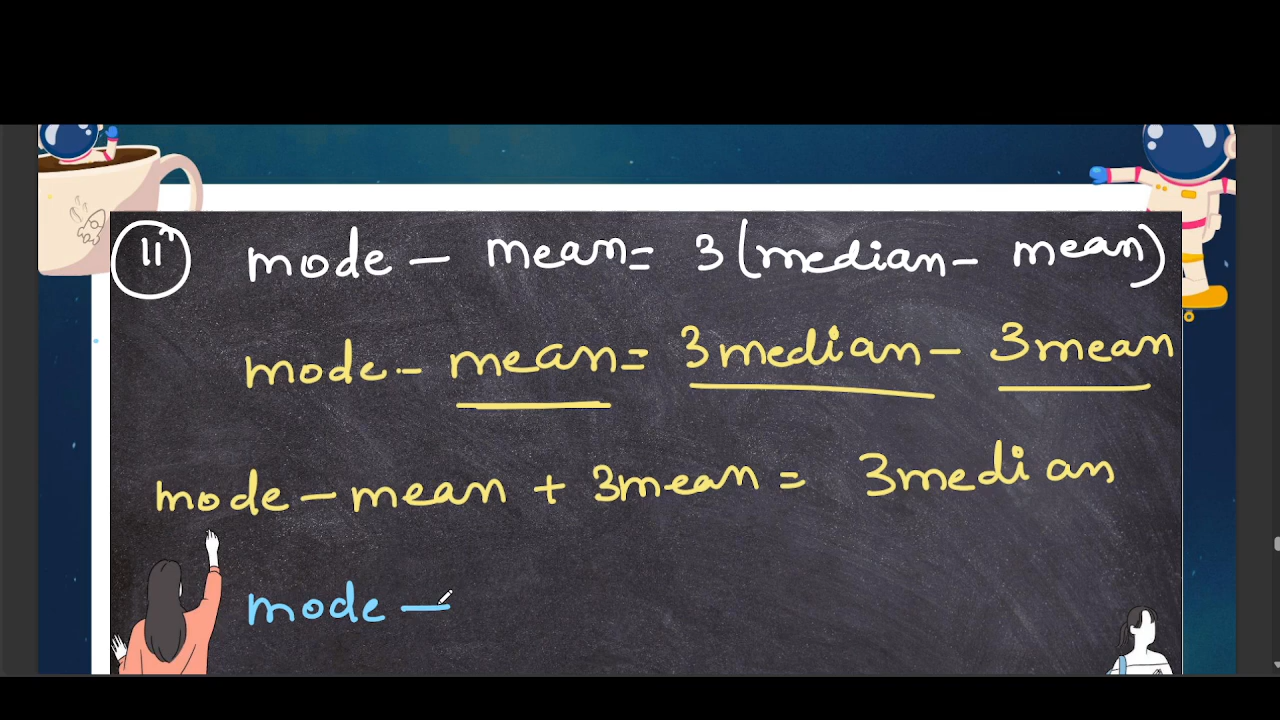 11 mode - mean = 3(median - mean)
mode - mean = 3median - 3mean
mode - mean + 3mean = 3median
mode -